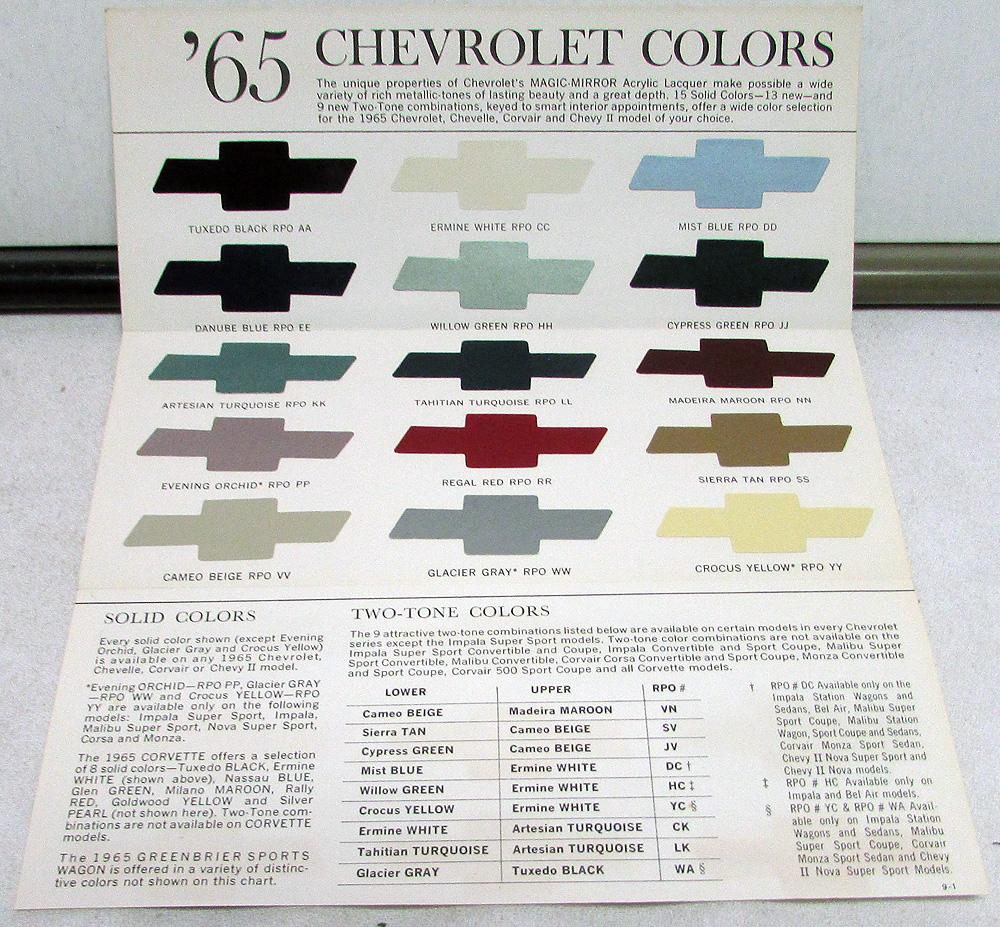 '65 CHEVROLET COLORS
The unique properties of Chevrolet's MAGIC-MIRROR Acrylic Lacquer make possible a wide
variety of rich metallic-tones of lasting beauty and a great depth. 15 Solid Colors—13 new—and
9 new Two-Tone combinations, keyed to smart interior appointments, offer a wide color selection
for the 1965 Chevrolet, Chevelle, Corvair and Chevy II model of your choice.
TUXEDO BLACK RPO AA
ERMINE WHITE RPO CC
MIST BLUE RPO DD
DANUBE BLUE RPO EE
WILLOW GREEN RPO HH
CYPRESS GREEN RPO JJ
ARTESIAN TURQUOISE RPO KK
TAHITIAN TURQUOISE RPO LL
MADEIRA MAROON RPO NN
EVENING ORCHID* RPO PP
REGAL RED RPO RR
SIERRA TAN RPO SS
CAMEO BEIGE RPO VV
GLACIER GRAY* RPO WW
CROCUS YELLOW* RPO YY
SOLID COLORS
Every solid color shown (except Evening
Orchid, Glacier Gray and Crocus Yellow)
is available on any 1965 Chevrolet,
Chevelle, Corvair or Chevy II model.
*Evening ORCHID—RPO PP, Glacier GRAY
—RPO WW and Crocus YELLOW—RPO
YY are available only on the following
models: Impala Super Sport, Impala,
Malibu Super Sport, Nova Super Sport,
Corsa and Monza.
The 1965 CORVETTE offers a selection
of 8 solid colors—Tuxedo BLACK, Ermine
WHITE (shown above), Nassau BLUE,
Glen GREEN, Milano MAROON, Rally
RED, Goldwood YELLOW and Silver
PEARL (not shown here). Two-Tone com-
binations are not available on CORVETTE
models.
The 1965 GREENBRIER SPORTS
WAGON is offered in a variety of distinc-
tive colors not shown on this chart.
TWO-TONE COLORS
The 9 attractive two-tone combinations listed below are available on certain models in every Chevrolet
series except the Impala Super Sport models. Two-tone color combinations are not available on the
Impala Super Sport Convertible and Coupe, Impala Convertible and Sport Coupe, Malibu Super
Sport Convertible, Malibu Convertible, Corvair Corsa Convertible and Sport Coupe, Monza Convertible
and Sport Coupe, Corvair 500 Sport Coupe and all Corvette models.
LOWER UPPER RPO #
Cameo BEIGE Madeira MAROON VN
Sierra TAN Cameo BEIGE SV
Cypress GREEN Cameo BEIGE JV
Mist BLUE Ermine WHITE DC †
Willow GREEN Ermine WHITE HC ‡
Crocus YELLOW Ermine WHITE YC §
Ermine WHITE Artesian TURQUOISE CK
Tahitian TURQUOISE Artesian TURQUOISE LK
Glacier GRAY Tuxedo BLACK WA §
† RPO # DC Available only on the
Impala Station Wagons and
Sedans, Bel Air, Malibu Super
Sport Coupe, Malibu Station
Wagon, Sport Coupe and Sedans,
Corvair Monza Sport Sedan,
Chevy II Nova Super Sport and
Chevy II Nova models.
‡ RPO # HC Available only on
Impala and Bel Air models.
§ RPO # YC & RPO # WA Avail-
able only on Impala Station
Wagons and Sedans, Malibu
Super Sport Coupe, Corvair
Monza Sport Sedan and Chevy
II Nova Super Sport Models.
9-1